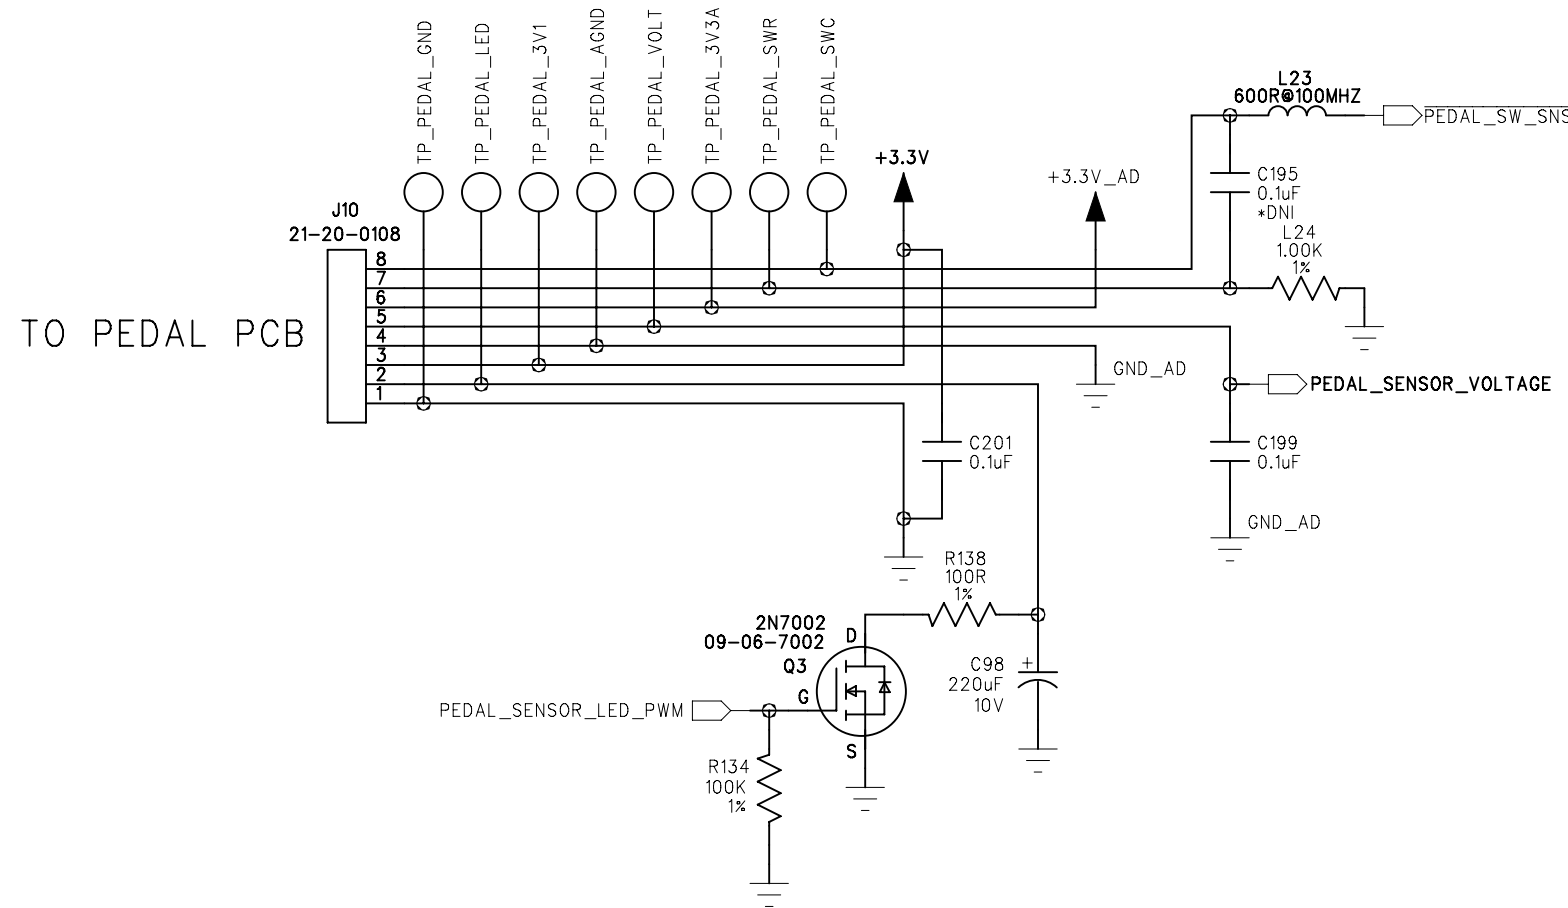 TP_PEDAL_GND
TP_PEDAL_LED
TP_PEDAL_3V1
TP_PEDAL_AGND
TP_PEDAL_VOLT
TP_PEDAL_3V3A
TP_PEDAL_SWR
TP_PEDAL_SWC
L23
600R@100MHZ
PEDAL_SW_SNS
+3.3V
+3.3V_AD
C195
0.1uF
*DNI
J10
21-20-0108
L24
1.00K
1%
8
7
6
5
4
3
2
1
TO PEDAL PCB
GND_AD
PEDAL_SENSOR_VOLTAGE
C201
0.1uF
C199
0.1uF
GND_AD
R138
100R
1%
2N7002
09-06-7002
D
Q3
G
S
C98
220uF
10V
+
PEDAL_SENSOR_LED_PWM
R134
100K
1%